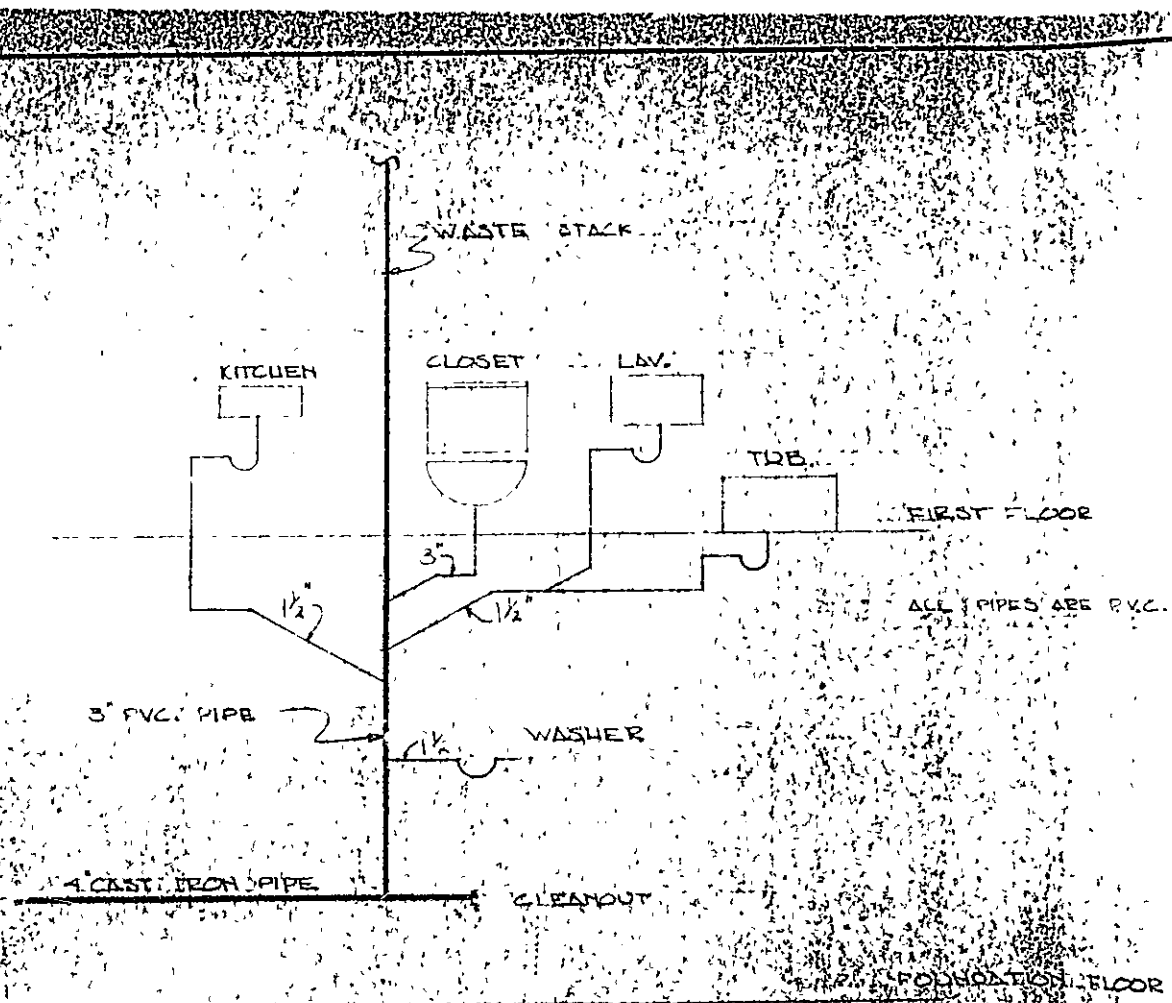 WASTE STACK
KITCHEN
CLOSET
LAV.
TUB.
FIRST FLOOR
3"
1½"
1½"
ALL PIPES ARE P.V.C.
3" PVC. PIPE
1½
WASHER
4" CAST IRON PIPE
CLEANOUT
FOUNDATION FLOOR